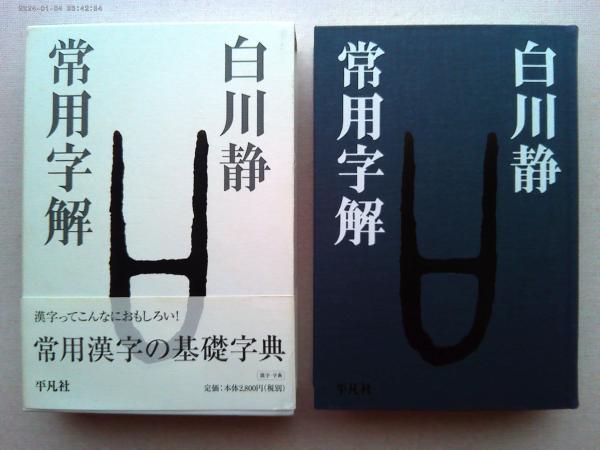 2024-01-04 23:42:54
白川静
常用字解
漢字ってこんなにおもしろい!
常用漢字の基礎字典
漢字・字典
平凡社
定価:本体2,800円(税別)
白川静
常用字解
平凡社